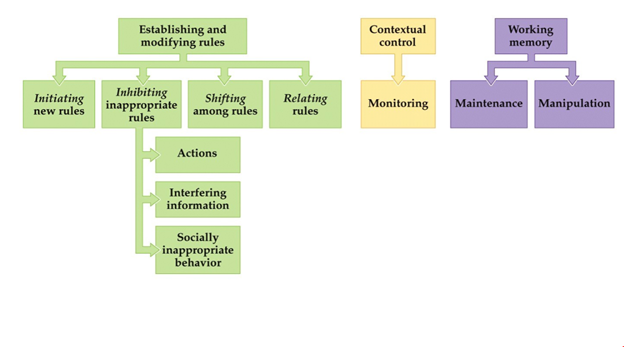 Establishing and
modifying rules
Contextual
control
Working
memory
Initiating
new rules
Inhibiting
inappropriate
rules
Shifting
among rules
Relating
rules
Monitoring
Maintenance
Manipulation
Actions
Interfering
information
Socially
inappropriate
behavior